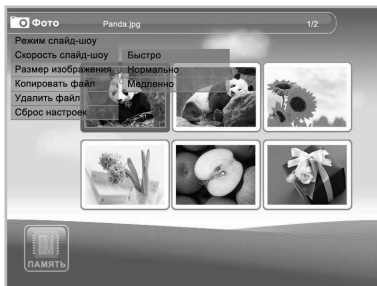 Фото Panda.jpg 1/2
Режим слайд-шоу
Скорость слайд-шоу Быстро
Размер изображения Нормально
Копировать файл Медленно
Удалить файл
Сброс настроек
ПАМЯТЬ